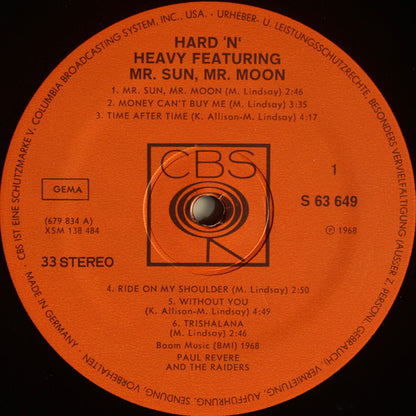 HARD 'N'
HEAVY FEATURING
MR. SUN, MR. MOON
1. MR. SUN, MR. MOON (M. Lindsay) 2:46
2. MONEY CAN'T BUY ME (M. Lindsay) 3:35
3. TIME AFTER TIME (K. Allison-M. Lindsay) 4:17
CBS
1
GEMA
S 63 649
(679 834 A)
XSM 138 484
℗ 1968
33 STEREO
4. RIDE ON MY SHOULDER (M. Lindsay) 2:50
5. WITHOUT YOU
(K. Allison-M. Lindsay) 4:49
6. TRISHALANA
(M. Lindsay) 2:06
Boom Music (BMI) 1968
PAUL REVERE
AND THE RAIDERS
CBS IST EINE SCHUTZMARKE V. COLUMBIA BROADCASTING SYSTEM, INC., USA. · URHEBER- U. LEISTUNGSSCHUTZRECHTE, BESONDERS VERVIELFÄLTIGUNG (AUSSER Z. PERSÖNL. GEBRAUCH), VERMIETUNG, AUFFÜHRUNG, SENDUNG, VORBEHALTEN · MADE IN GERMANY ·